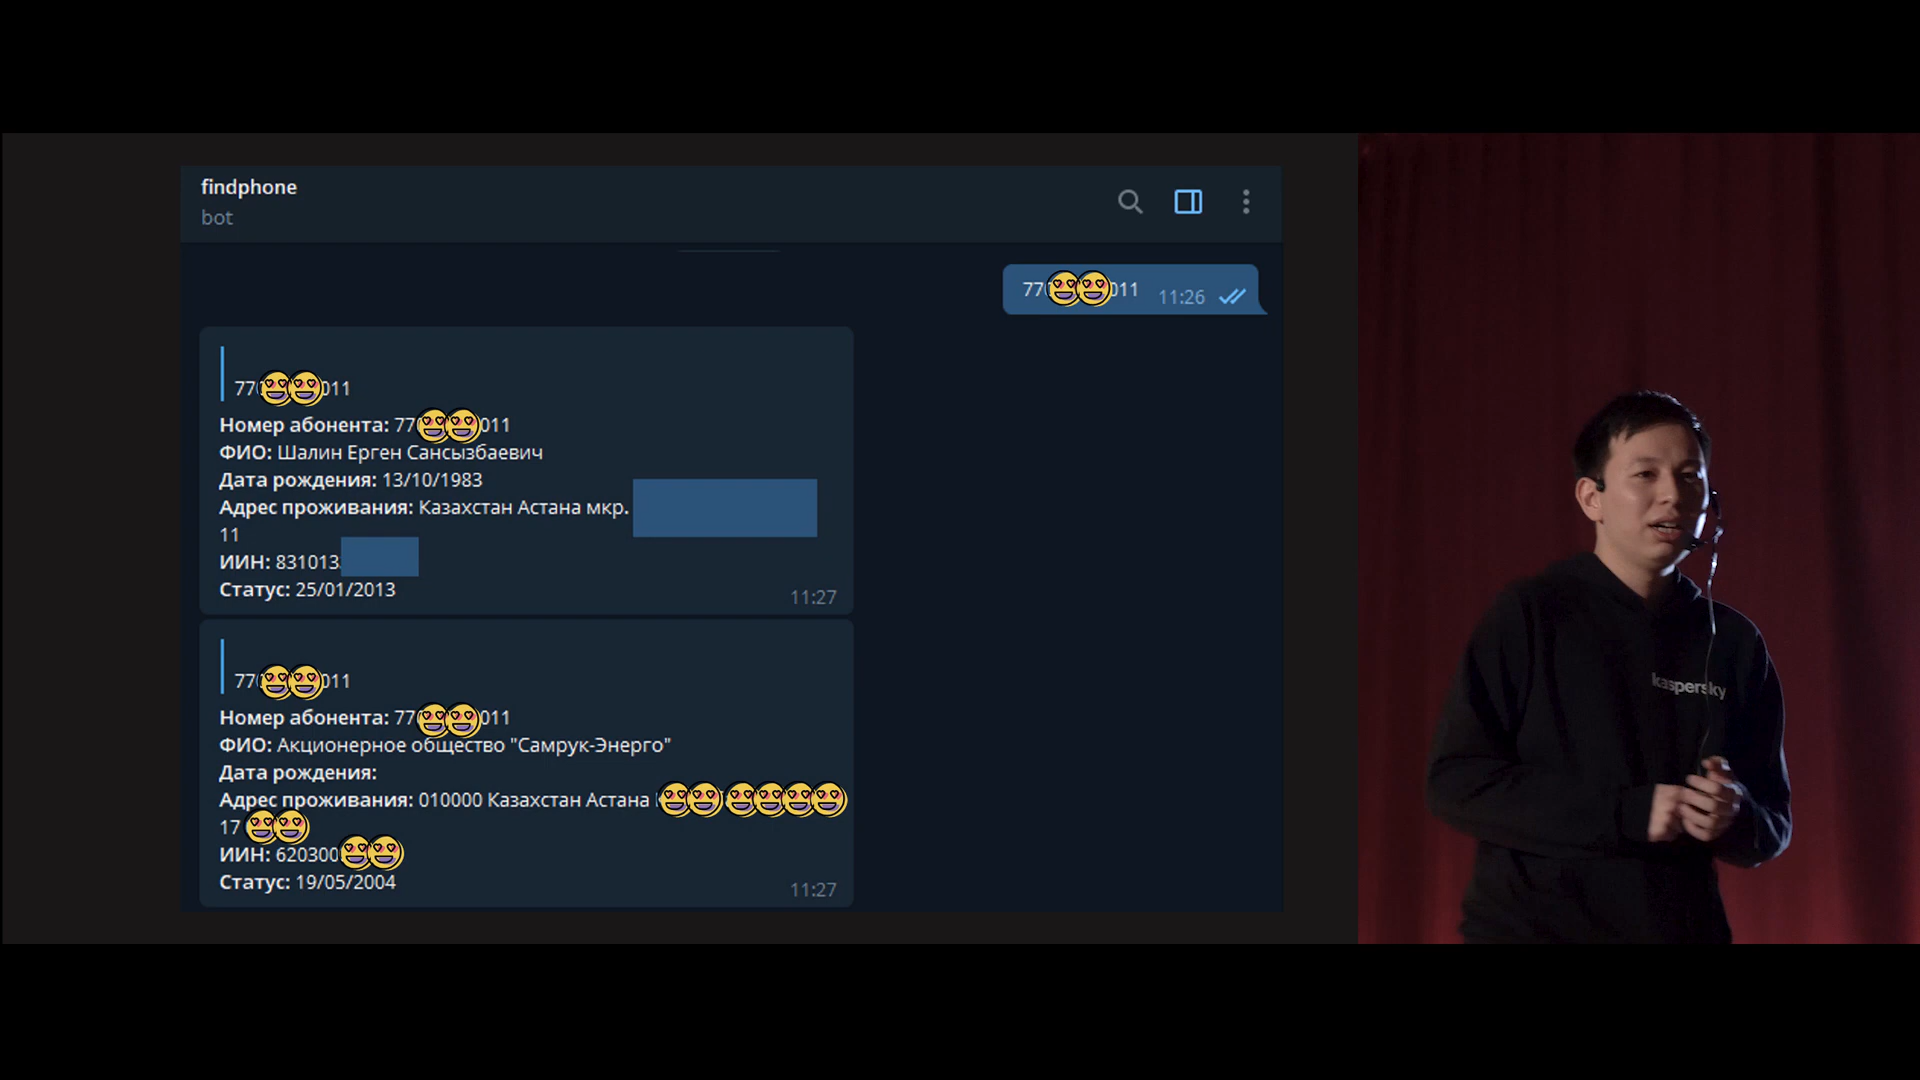 findphone
bot
77 011 11:26
77 011
Номер абонента: 77 011
ФИО: Шалин Ерген Сансызбаевич
Дата рождения: 13/10/1983
Адрес проживания: Казахстан Астана мкр.
11
ИИН: 831013
Статус: 25/01/2013
11:27
77 011
Номер абонента: 77 011
ФИО: Акционерное общество "Самрук-Энерго"
Дата рождения:
Адрес проживания: 010000 Казахстан Астана
17
ИИН: 620300
Статус: 19/05/2004
11:27
kaspersky